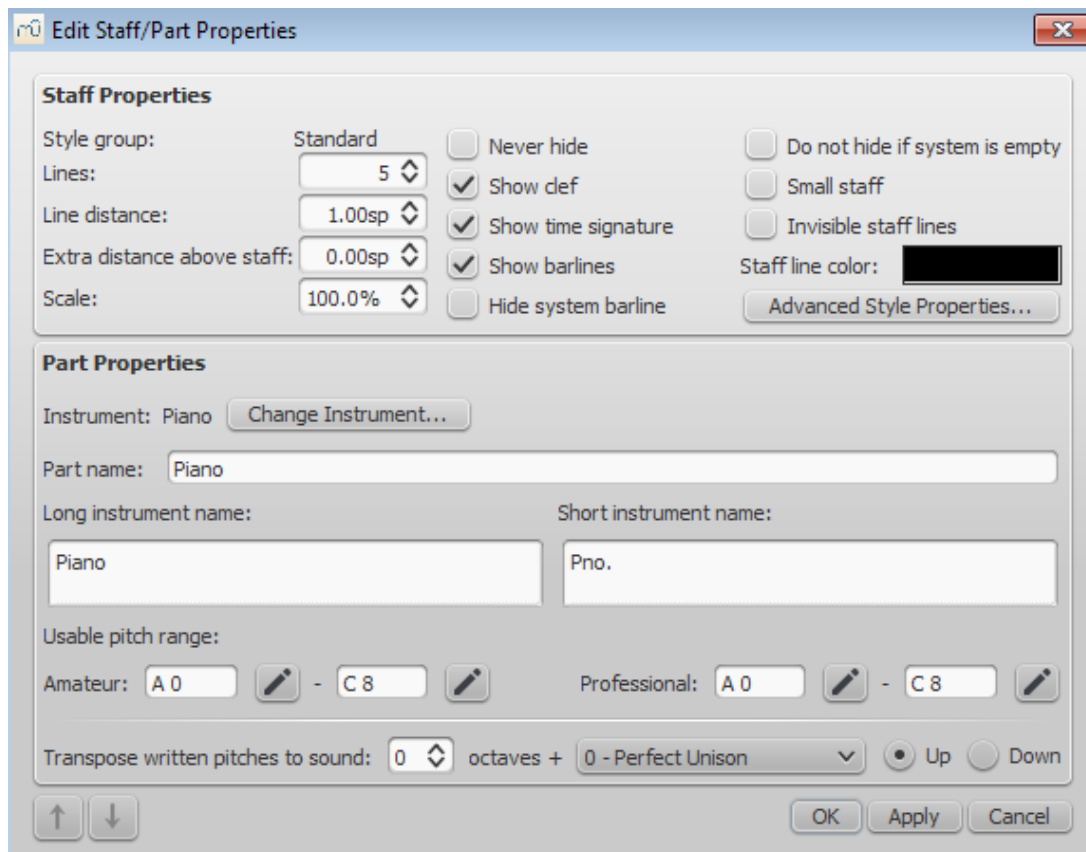 Edit Staff/Part Properties
Staff Properties
Style group: Standard
Lines: 5
Line distance: 1.00sp
Extra distance above staff: 0.00sp
Scale: 100.0%
Never hide
Show clef
Show time signature
Show barlines
Hide system barline
Do not hide if system is empty
Small staff
Invisible staff lines
Staff line color:
Advanced Style Properties...
Part Properties
Instrument: Piano Change Instrument...
Part name: Piano
Long instrument name: Short instrument name:
Piano Pno.
Usable pitch range:
Amateur: A 0 - C 8 Professional: A 0 - C 8
Transpose written pitches to sound: 0 octaves + 0 - Perfect Unison Up Down
OK Apply Cancel